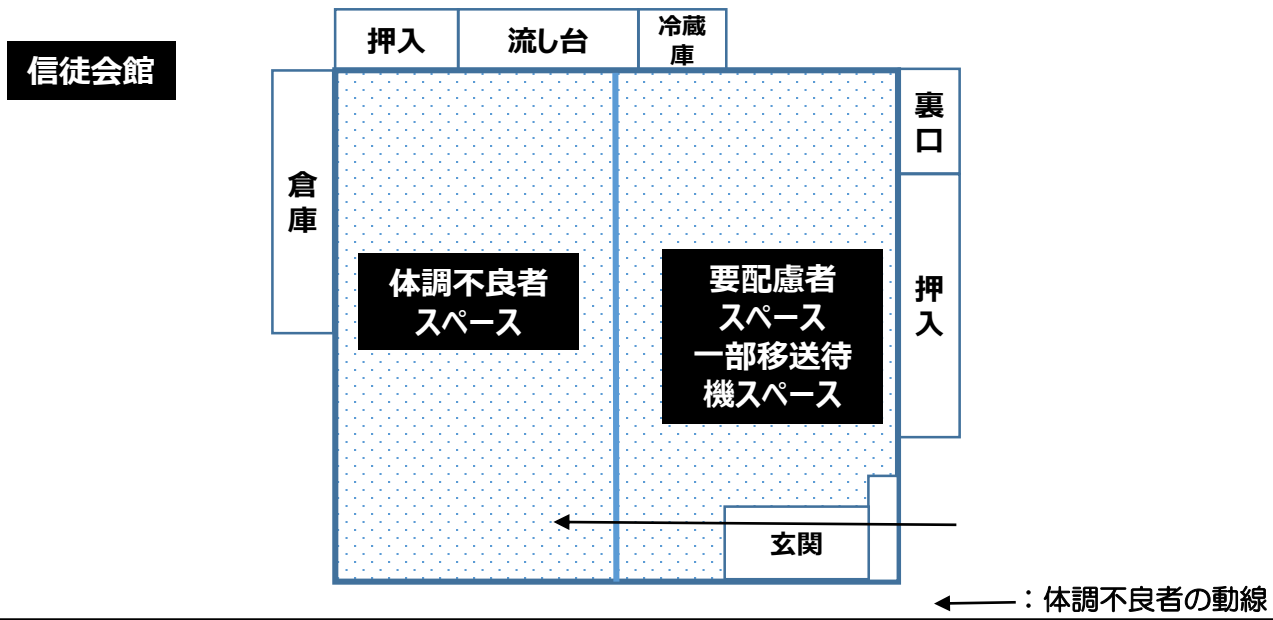 信徒会館
押入
流し台
冷蔵
庫
裏
口
倉
庫
体調不良者
スペース
要配慮者
スペース
一部移送待
機スペース
押
入
玄関
：体調不良者の動線